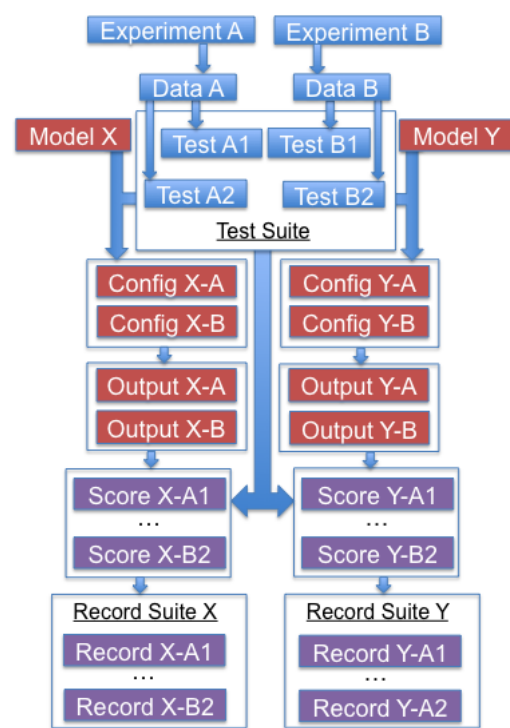 Experiment A
Experiment B
Data A
Data B
Model X
Test A1
Test B1
Model Y
Test A2
Test B2
Test Suite
Config X-A
Config Y-A
Config X-B
Config Y-B
Output X-A
Output Y-A
Output X-B
Output Y-B
Score X-A1
Score Y-A1
...
...
Score X-B2
Score Y-B2
Record Suite X
Record Suite Y
Record X-A1
Record Y-A1
...
...
Record X-B2
Record Y-A2